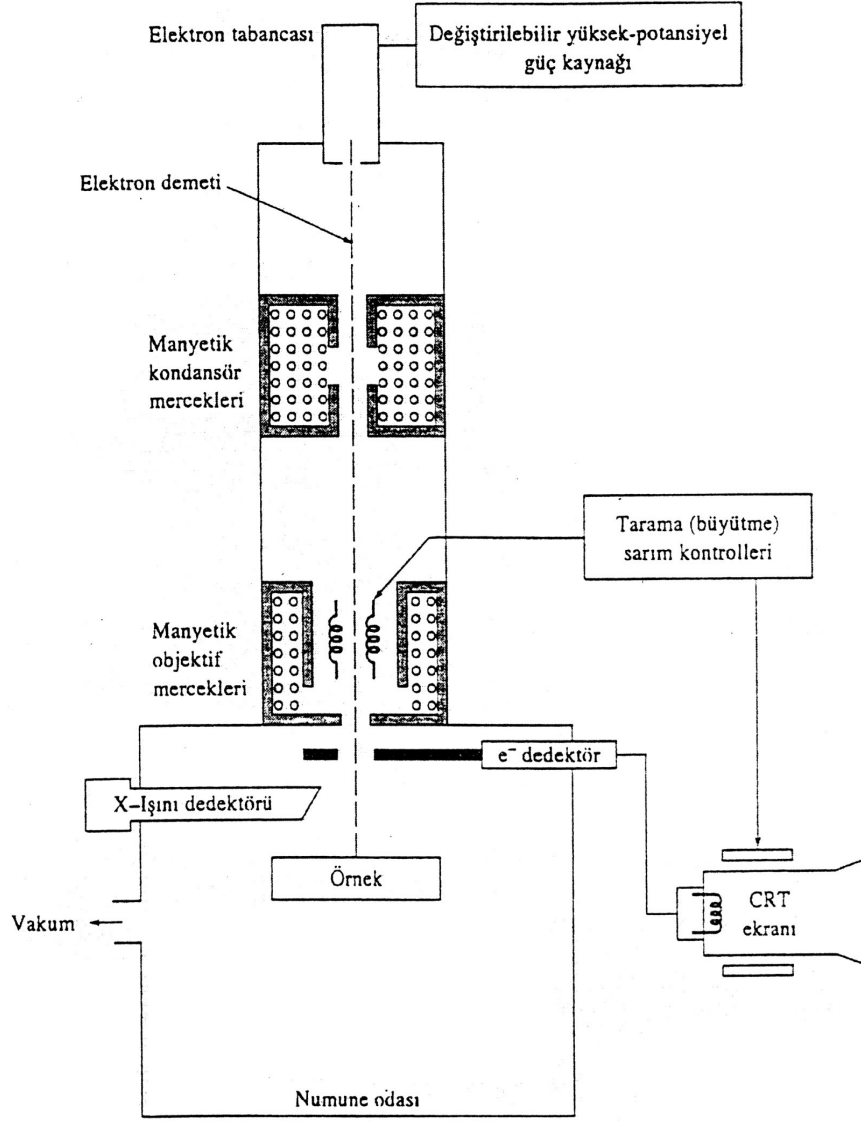 Elektron tabancası
Değiştirilebilir yüksek-potansiyel
güç kaynağı
Elektron demeti
Manyetik
kondansör
mercekleri
Tarama (büyütme)
sarım kontrolleri
Manyetik
objektif
mercekleri
e⁻ dedektör
X–Işını dedektörü
Örnek
CRT
ekranı
Vakum
Numune odası